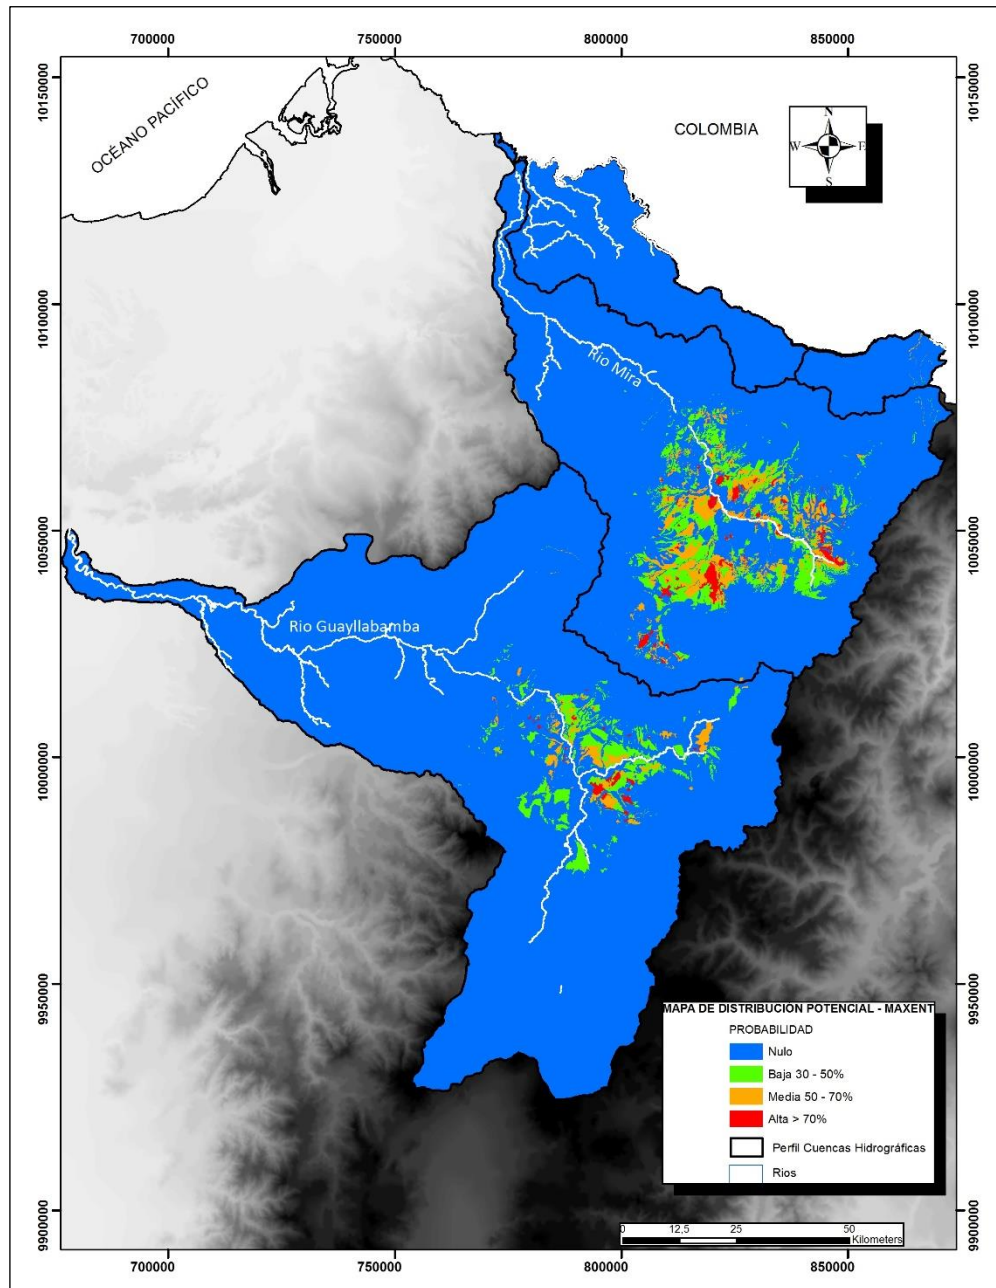 700000
750000
800000
850000
10150000
10150000
OCÉANO PACÍFICO
COLOMBIA
N
W
E
S
10100000
10100000
Rio Mira
10050000
10050000
Rio Guayllabamba
10000000
10000000
9950000
9950000
MAPA DE DISTRIBUCIÓN POTENCIAL - MAXENT
PROBABILIDAD
Nulo
Baja 30 - 50%
Media 50 - 70%
Alta > 70%
Perfil Cuencas Hidrográficas
Rios
9900000
9900000
0
12,5
25
50
Kilometers
700000
750000
800000
850000